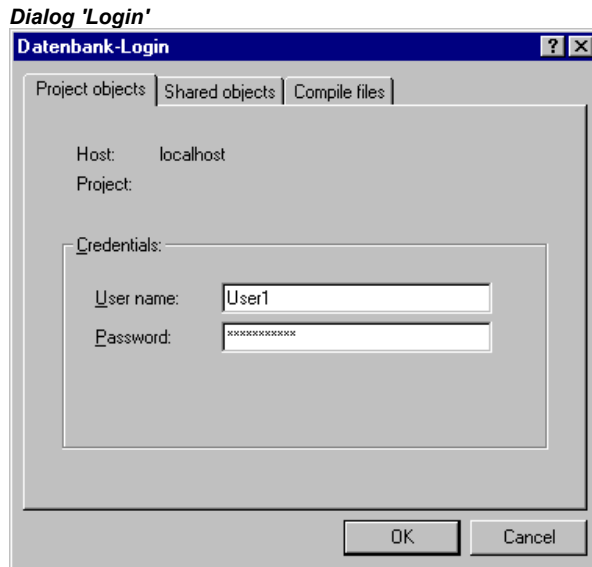 Dialog 'Login'
Datenbank-Login
Project objects Shared objects Compile files
Host: localhost
Project:
Credentials:
User name: User1
Password: ***********
OK Cancel